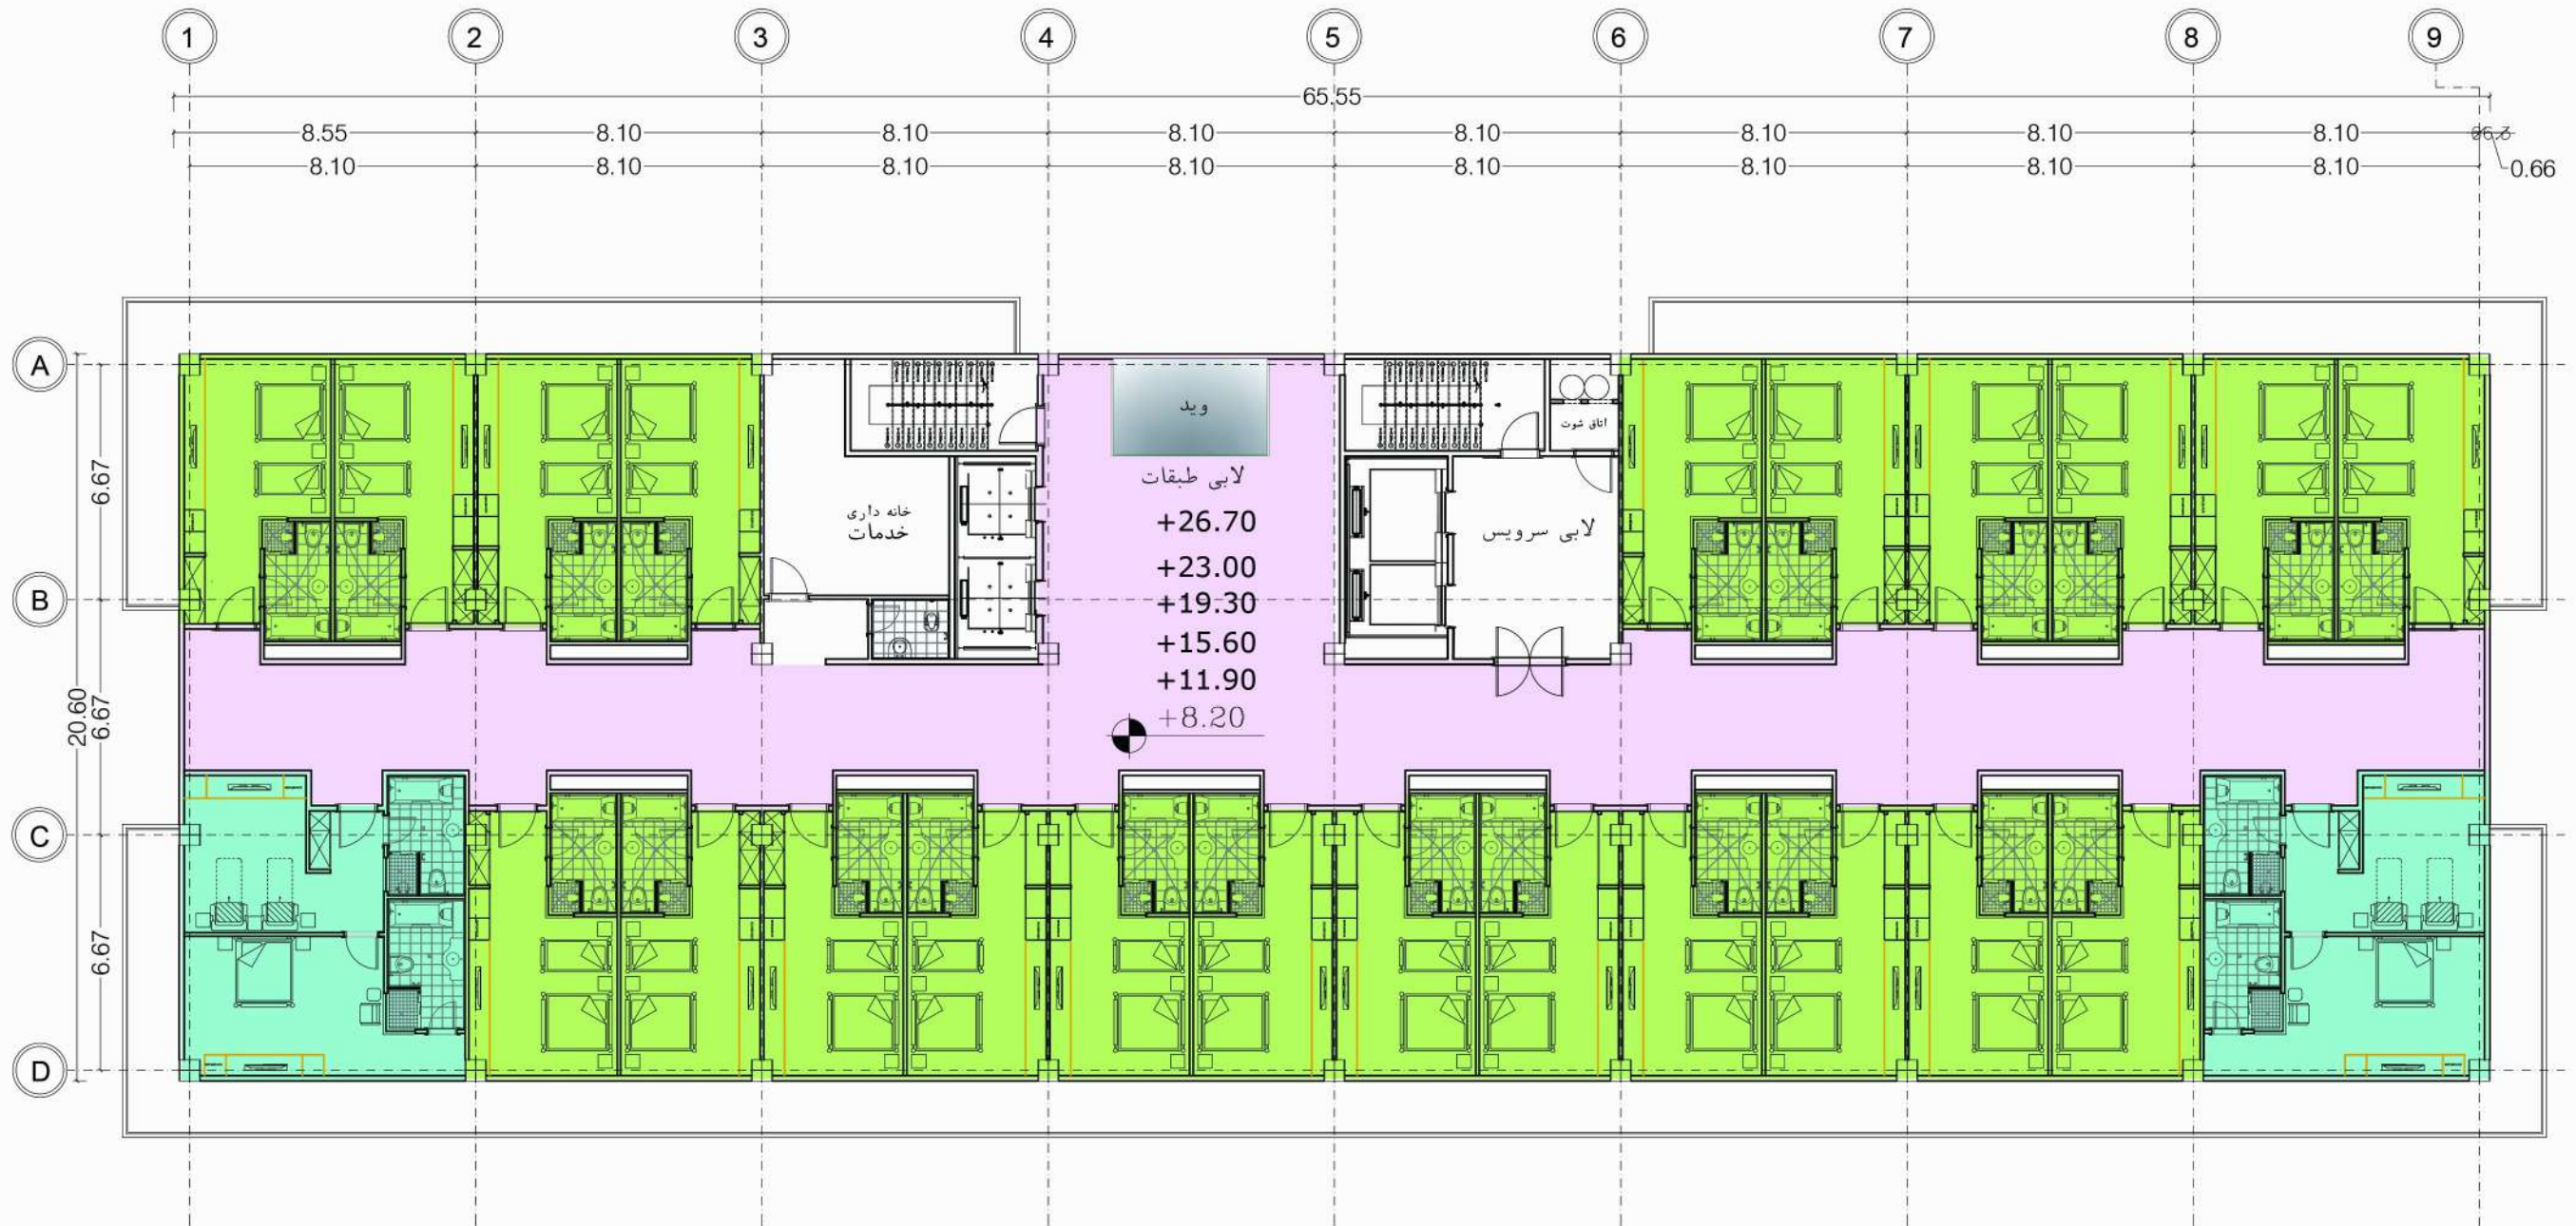 1 2 3 4 5 6 7 8 9
65.55
8.55 8.10 8.10 8.10 8.10 8.10 8.10 8.10
8.10 8.10 8.10 8.10 8.10 8.10 8.10 8.10 0.66
A
وید
اتاق شوت
لابی طبقات
6.67
خانه داری
خدمات
+26.70
لابی سرویس
+23.00
B
+19.30
+15.60
+11.90
20.60
6.67
+8.20
C
6.67
D